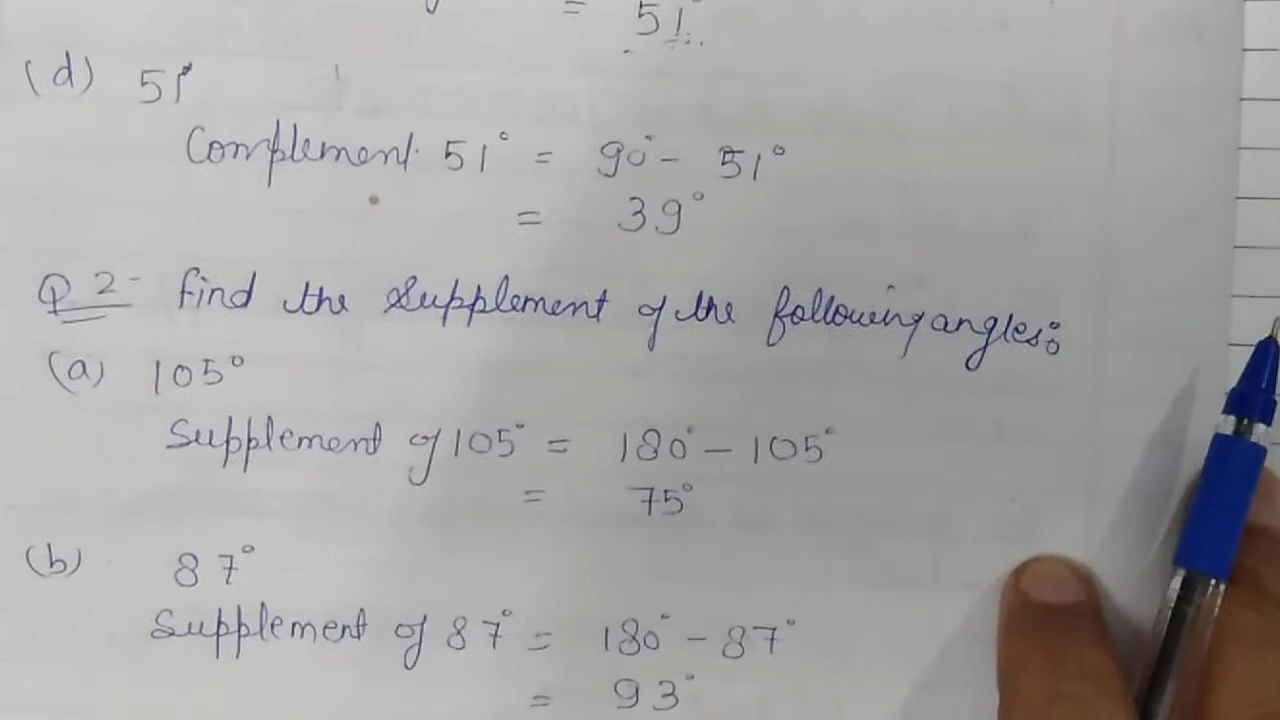 = 51
(d) 51°
Complement 51° = 90° - 51°
= 39°
Q 2- find the Supplement of the following angles:
(a) 105°
Supplement of 105° = 180° - 105°
= 75°
(b) 87°
Supplement of 87° = 180° - 87°
= 93°